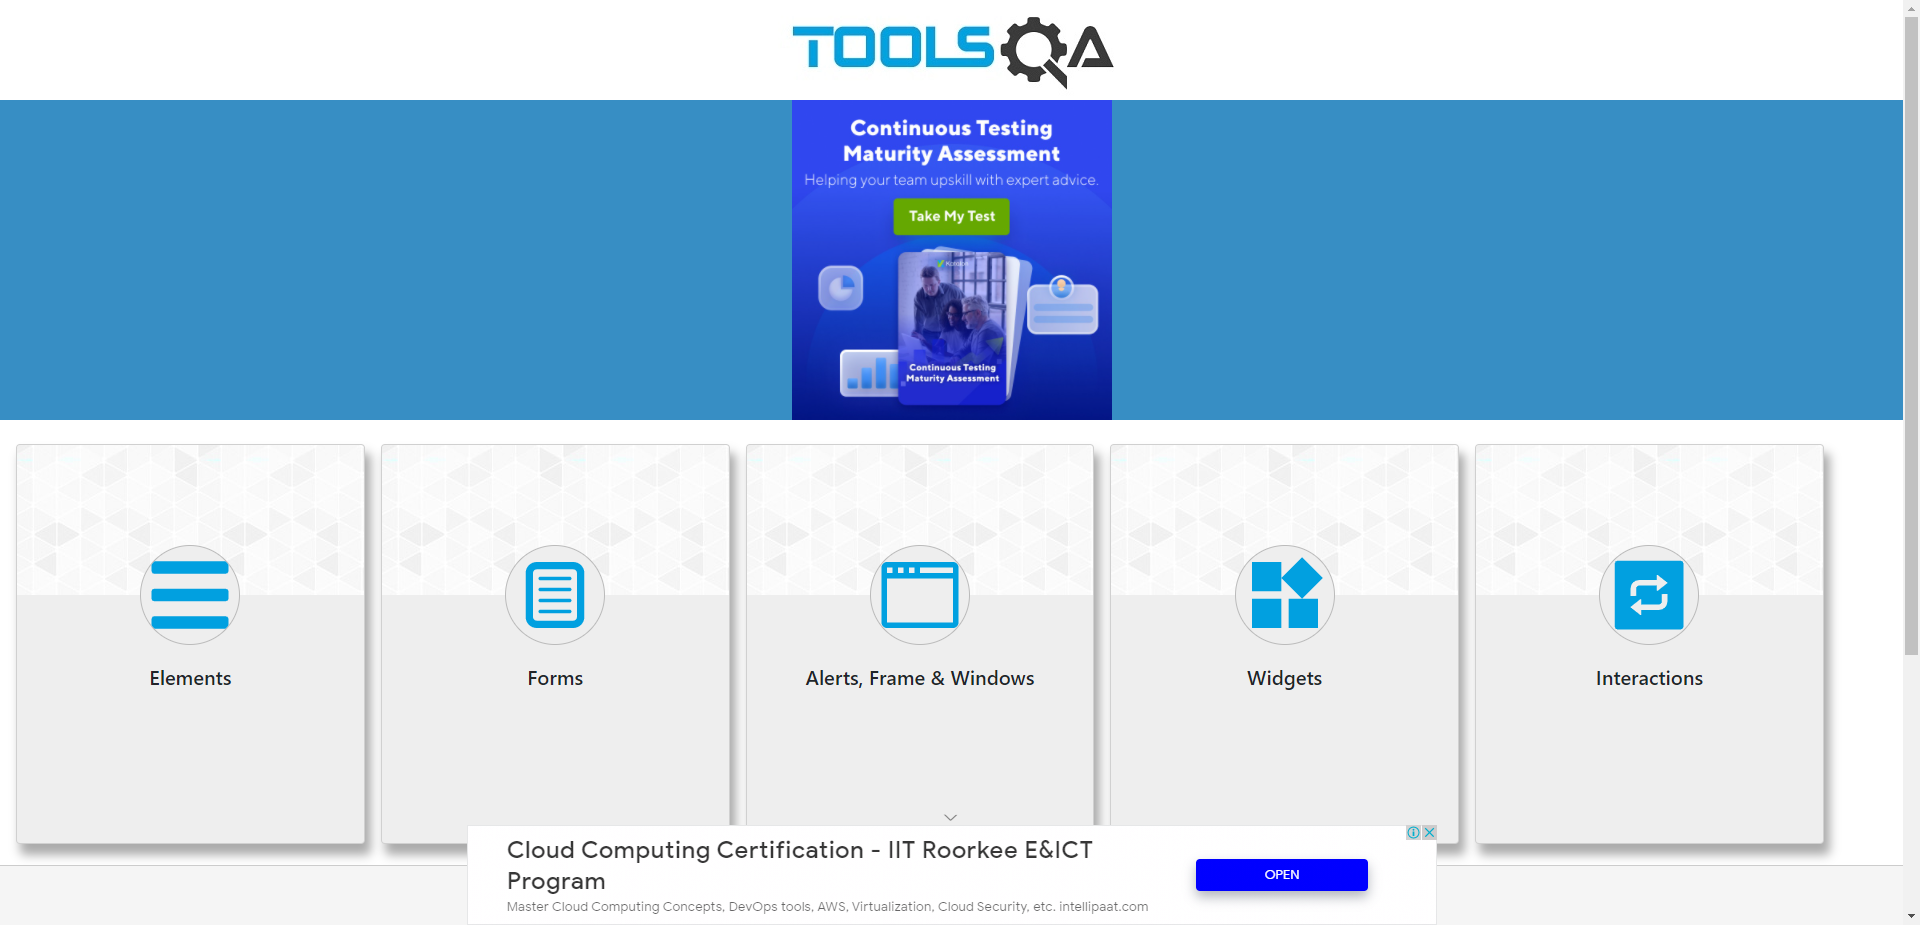 TOOLSQA
Continuous Testing
Maturity Assessment
Helping your team upskill with expert advice.
Take My Test
Continuous Testing
Maturity Assessment
Elements
Forms
Alerts, Frame & Windows
Widgets
Interactions
Cloud Computing Certification - IIT Roorkee E&ICT
Program
OPEN
Master Cloud Computing Concepts, DevOps tools, AWS, Virtualization, Cloud Security, etc. intellipaat.com